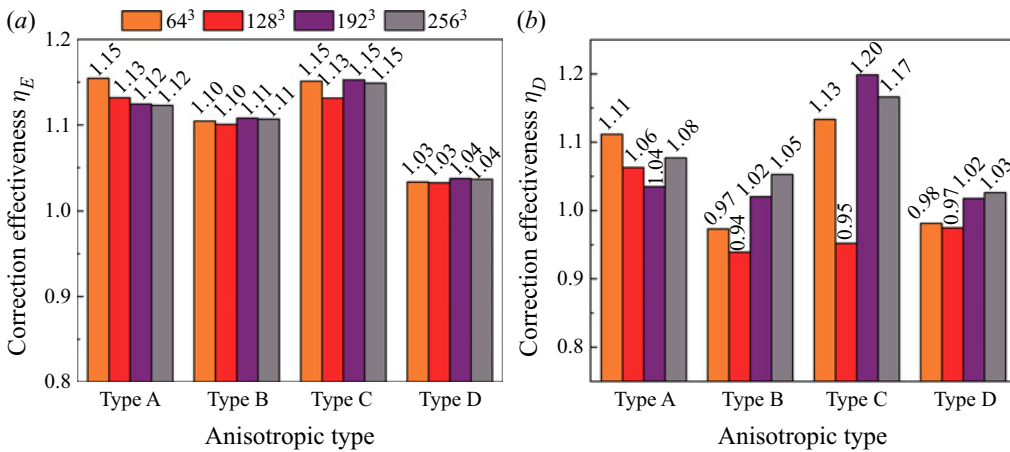 (a) 64³ 128³ 192³ 256³ (b)
Correction effectiveness η_E
1.2
1.1
1.0
0.9
0.8
1.15 1.13 1.12 1.12
1.10 1.10 1.11 1.11
1.15 1.13 1.15 1.15
1.03 1.03 1.04 1.04
Type A Type B Type C Type D
Anisotropic type
Correction effectiveness η_D
1.2
1.1
1.0
0.9
0.8
1.11 1.06 1.04 1.08
0.97 0.94 1.02 1.05
1.13 0.95 1.20 1.17
0.98 0.97 1.02 1.03
Type A Type B Type C Type D
Anisotropic type